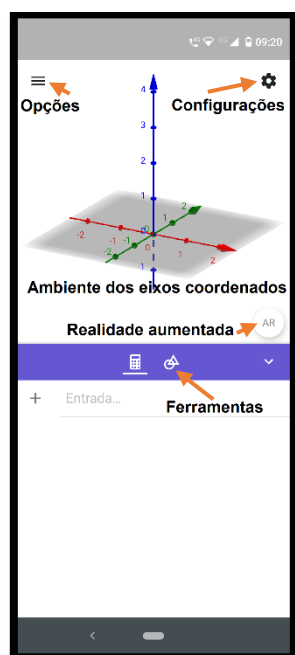 09:20
Opções
Configurações
4
3
2
1
2
1
-2
-1
-1
0
0
-2
1
2
-1
Ambiente dos eixos coordenados
Realidade aumentada
AR
+
Entrada...
Ferramentas